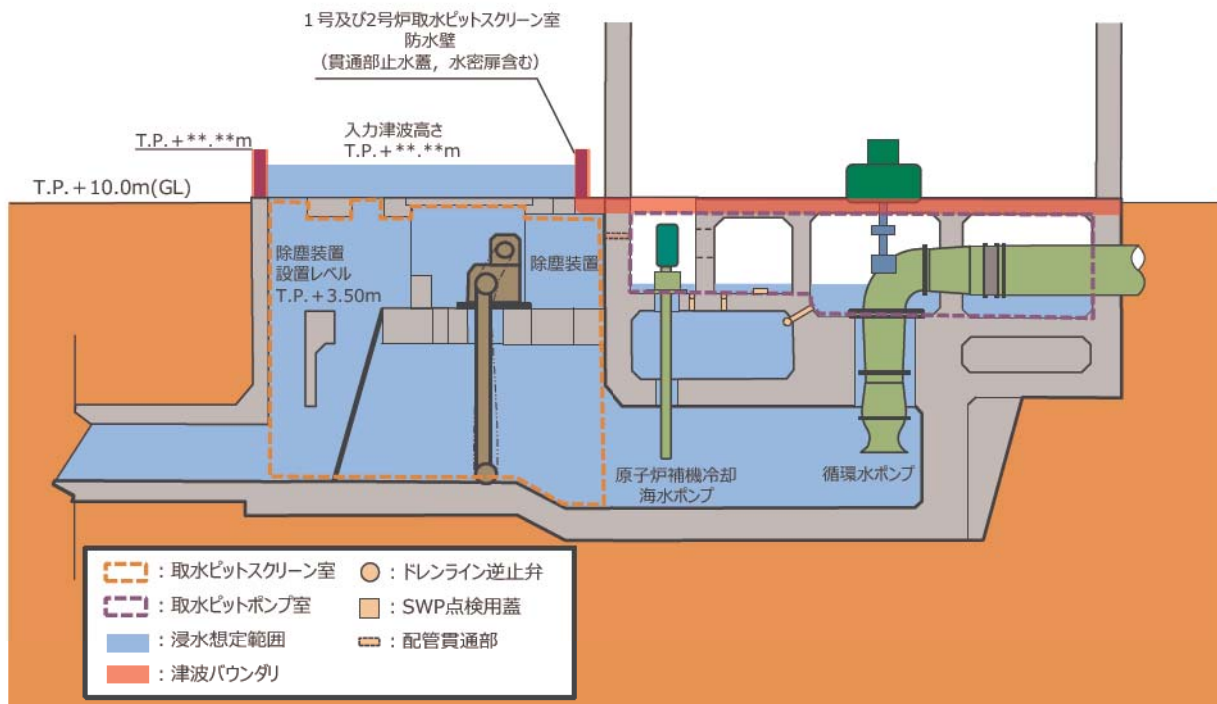 1号及び2号炉取水ピットスクリーン室
防水壁
(貫通部止水蓋，水密扉含む)
入力津波高さ
T.P.+**.**m
T.P.+**.**m
T.P.+10.0m(GL)
除塵装置
設置レベル
T.P.+3.50m
除塵装置
原子炉補機冷却
海水ポンプ
循環水ポンプ
：取水ピットスクリーン室
：取水ピットポンプ室
：浸水想定範囲
：津波バウンダリ
：ドレンライン逆止弁
：SWP点検用蓋
：配管貫通部